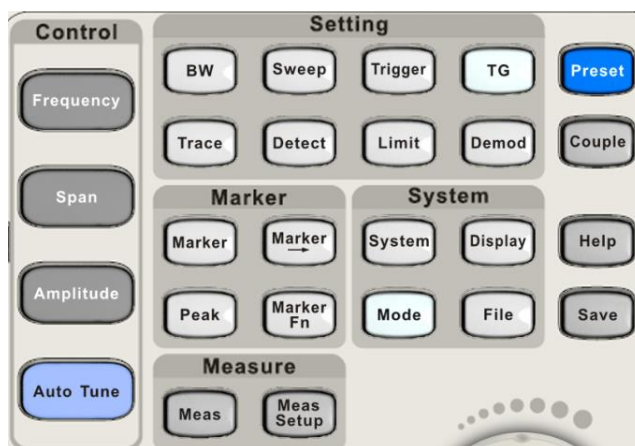 Control
Frequency
Span
Amplitude
Auto Tune
Setting
BW
Sweep
Trigger
TG
Trace
Detect
Limit
Demod
Marker
Marker
Marker
→
Peak
Marker
Fn
System
System
Display
Mode
File
Measure
Meas
Meas
Setup
Preset
Couple
Help
Save